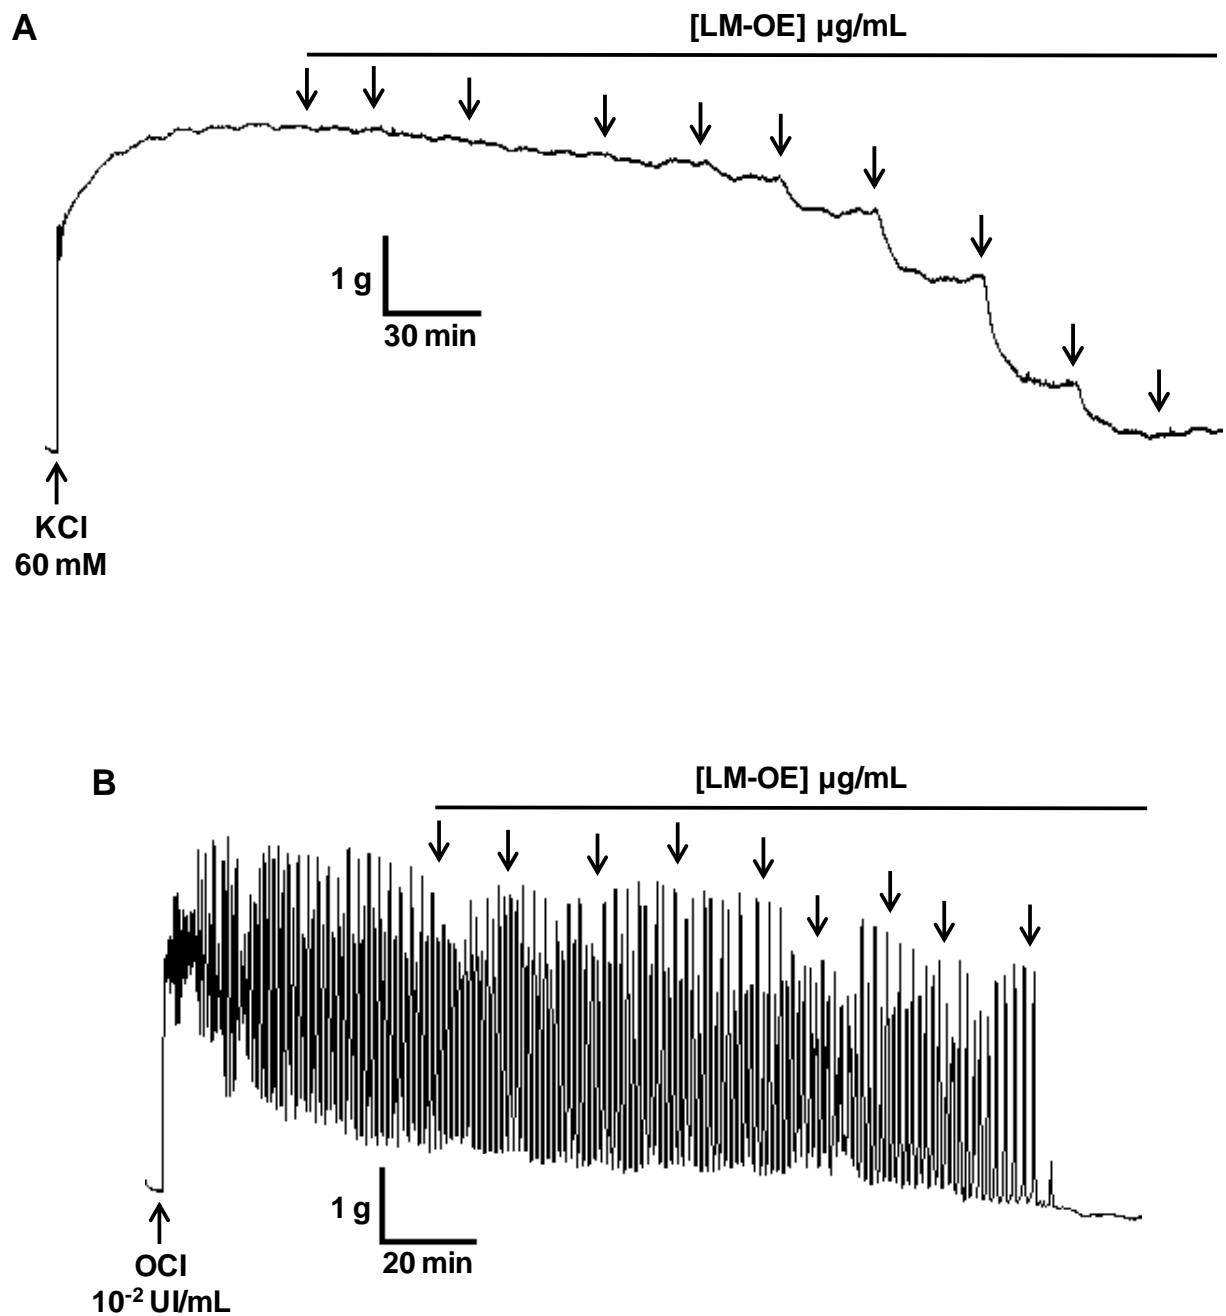 A
[LM-OE] µg/mL
1 g
30 min
KCl
60 mM
B
[LM-OE] µg/mL
1 g
20 min
OCI
10⁻² UI/mL